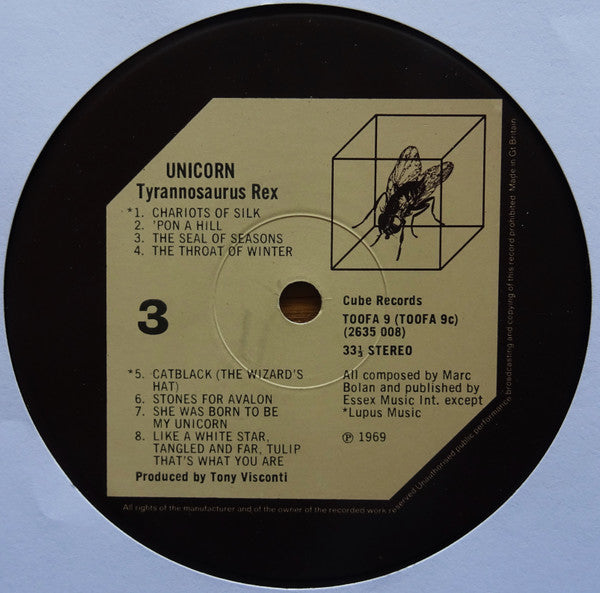 UNICORN
Tyrannosaurus Rex
*1. CHARIOTS OF SILK
2. 'PON A HILL
3. THE SEAL OF SEASONS
4. THE THROAT OF WINTER
3
Cube Records
TOOFA 9 (TOOFA 9c)
(2635 008)
33⅓ STEREO
*5. CATBLACK (THE WIZARD'S
HAT)
6. STONES FOR AVALON
7. SHE WAS BORN TO BE
MY UNICORN
8. LIKE A WHITE STAR,
TANGLED AND FAR, TULIP
THAT'S WHAT YOU ARE
Produced by Tony Visconti
All composed by Marc
Bolan and published by
Essex Music Int. except
*Lupus Music
℗ 1969
All rights of the manufacturer and of the owner of the recorded work reserved Unauthorised public performance broadcasting and copying of this record prohibited Made in Gt Britain